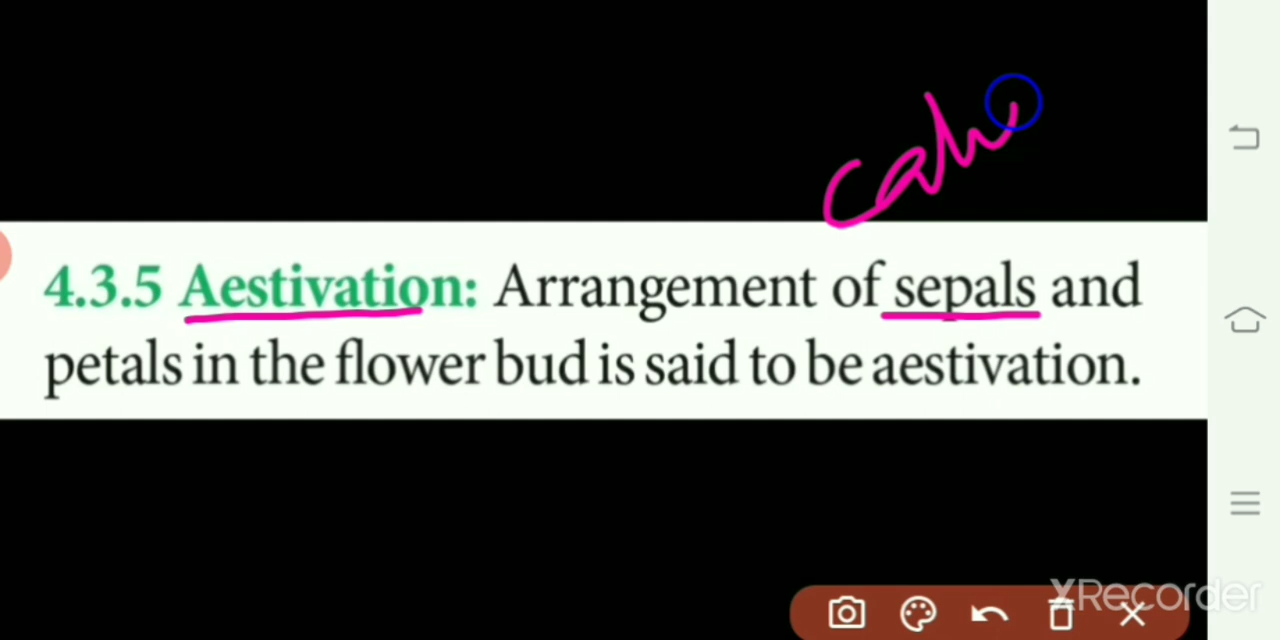 4.3.5 Aestivation: Arrangement of sepals and
petals in the flower bud is said to be aestivation.
XRecorder